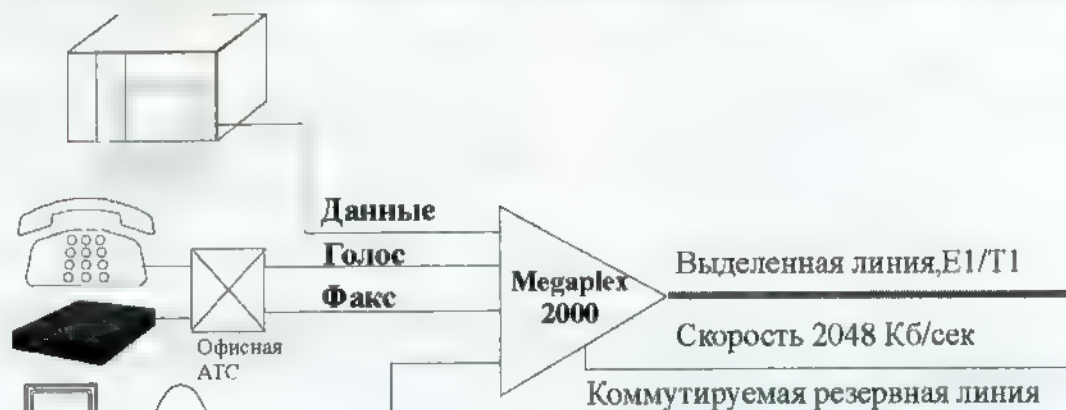 Данные
Голос
Факс
Офисная
АТС
Megaplex
2000
Выделенная линия,E1/T1
Скорость 2048 Кб/сек
Коммутируемая резервная линия